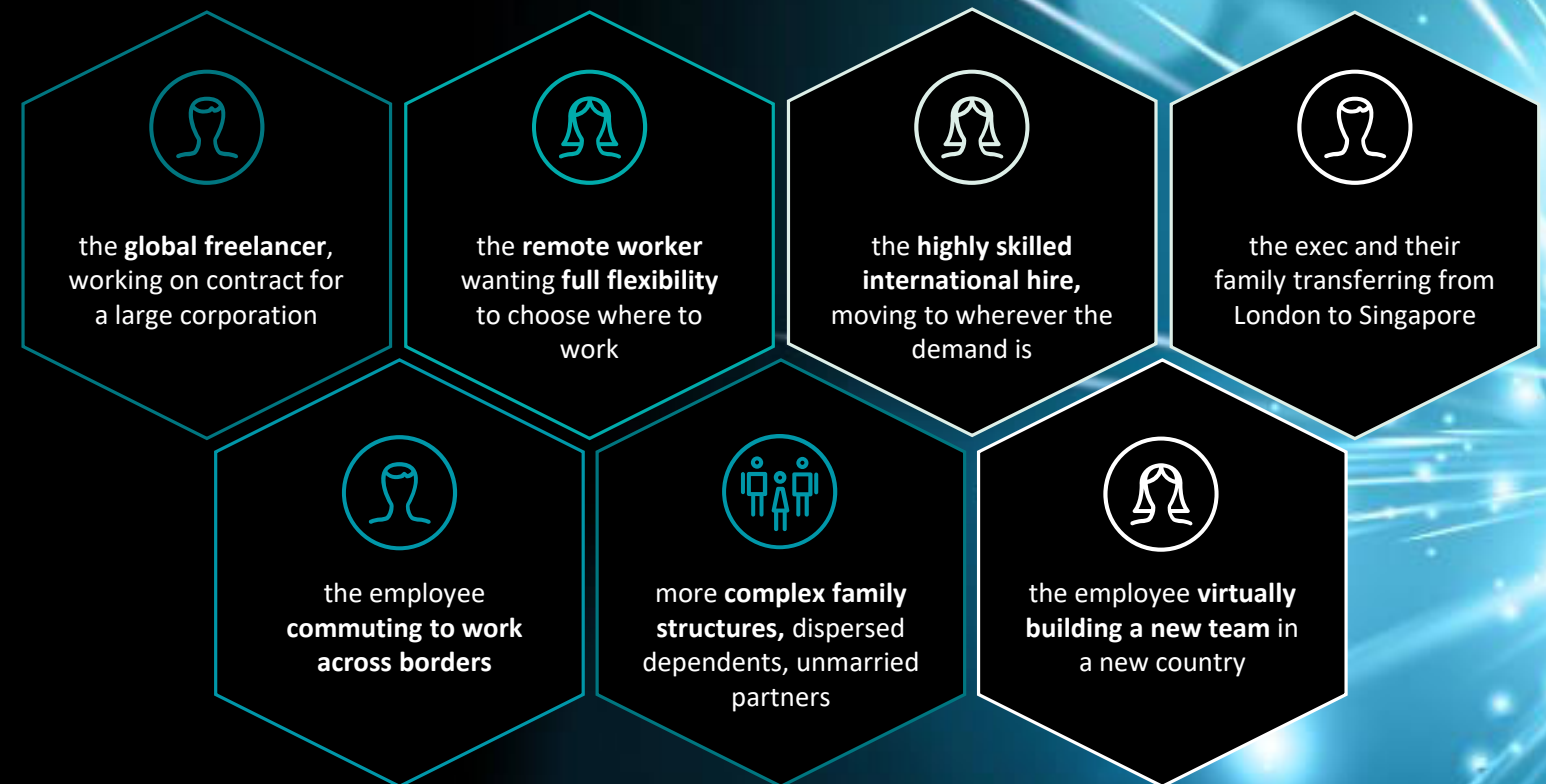 the global freelancer,
working on contract for
a large corporation
the remote worker
wanting full flexibility
to choose where to
work
the highly skilled
international hire,
moving to wherever the
demand is
the exec and their
family transferring from
London to Singapore
the employee
commuting to work
across borders
more complex family
structures, dispersed
dependents, unmarried
partners
the employee virtually
building a new team in
a new country